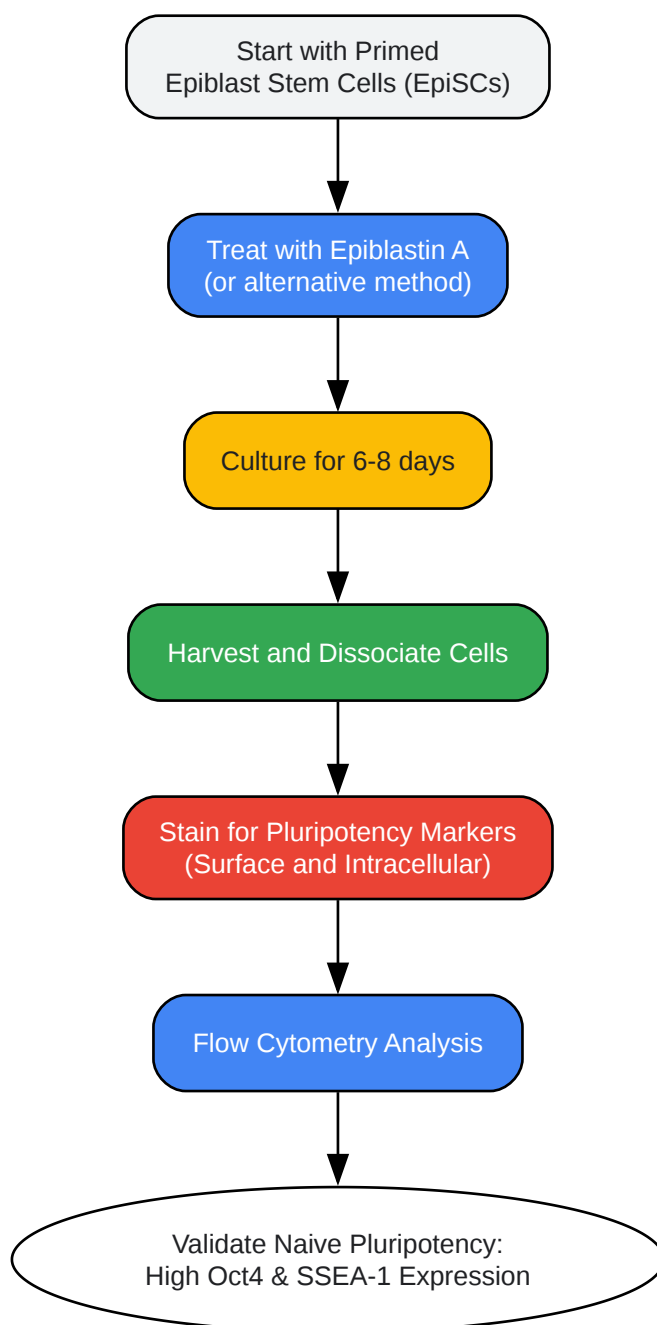 Start with Primed
Epiblast Stem Cells (EpiSCs)
Treat with Epiblastin A
(or alternative method)
Culture for 6-8 days
Harvest and Dissociate Cells
Stain for Pluripotency Markers
(Surface and Intracellular)
Flow Cytometry Analysis
Validate Naive Pluripotency:
High Oct4 & SSEA-1 Expression